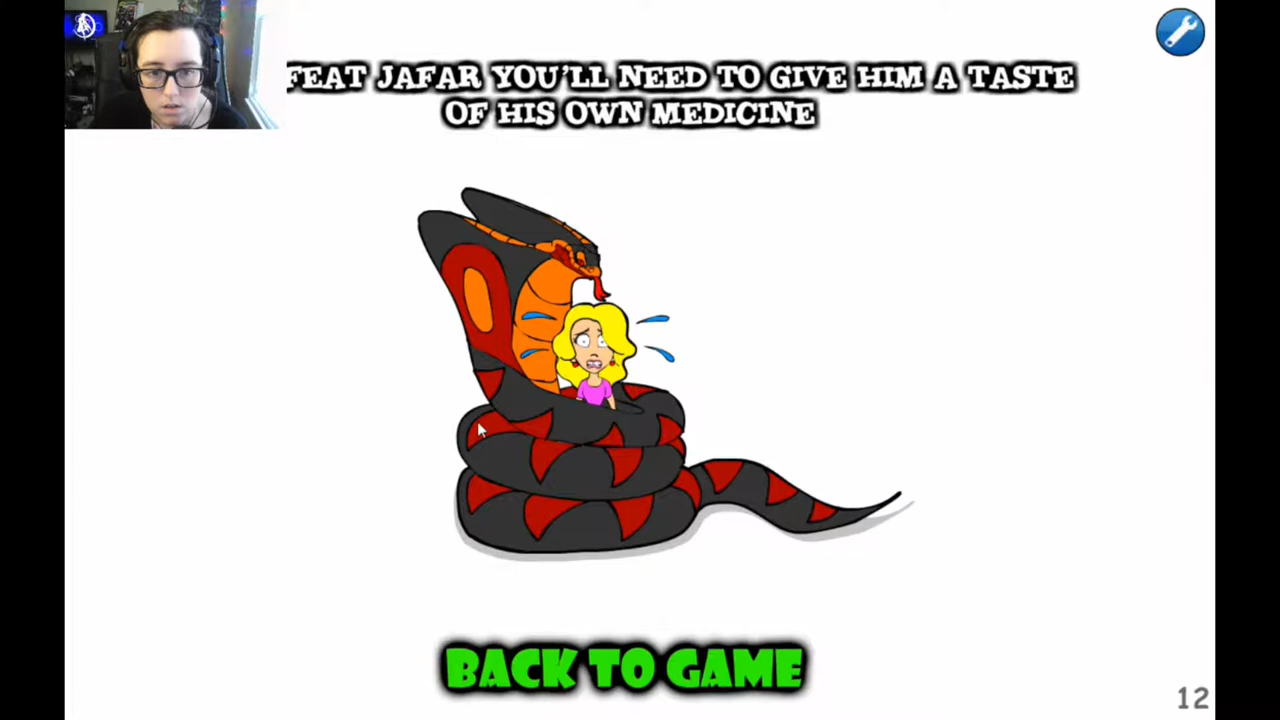 FEAT JAFAR YOU'LL NEED TO GIVE HIM A TASTE
OF HIS OWN MEDICINE
BACK TO GAME
12